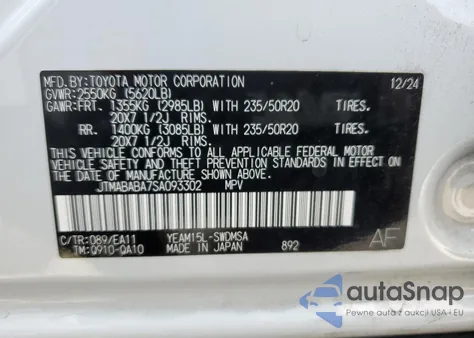 MFD.BY:TOYOTA MOTOR CORPORATION 12/24
GVWR:2550KG (5620LB)
GAWR:FRT. 1355KG (2985LB) WITH 235/50R20 TIRES.
20X7 1/2J RIMS.
RR. 1400KG (3085LB) WITH 235/50R20 TIRES.
20X7 1/2J RIMS.
THIS VEHICLE CONFORMS TO ALL APPLICABLE FEDERAL MOTOR
VEHICLE SAFETY AND THEFT PREVENTION STANDARDS IN EFFECT
ON THE DATE OF MANUFACTURE SHOWN ABOVE.
JTMABABA7SA093302 MPV
C/TR:089/EA11 YEAM15L-SWDMSA
TM:Q910-0A10 MADE IN JAPAN 892
AF
autoSnap
Pewne auta z aukcji USA i EU